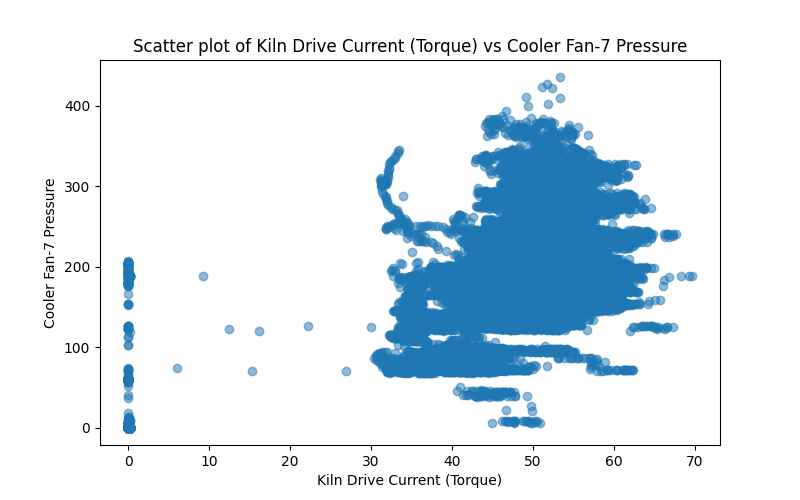 Scatter plot of Kiln Drive Current (Torque) vs Cooler Fan-7 Pressure
Cooler Fan-7 Pressure
400
300
200
100
0
0 10 20 30 40 50 60 70
Kiln Drive Current (Torque)